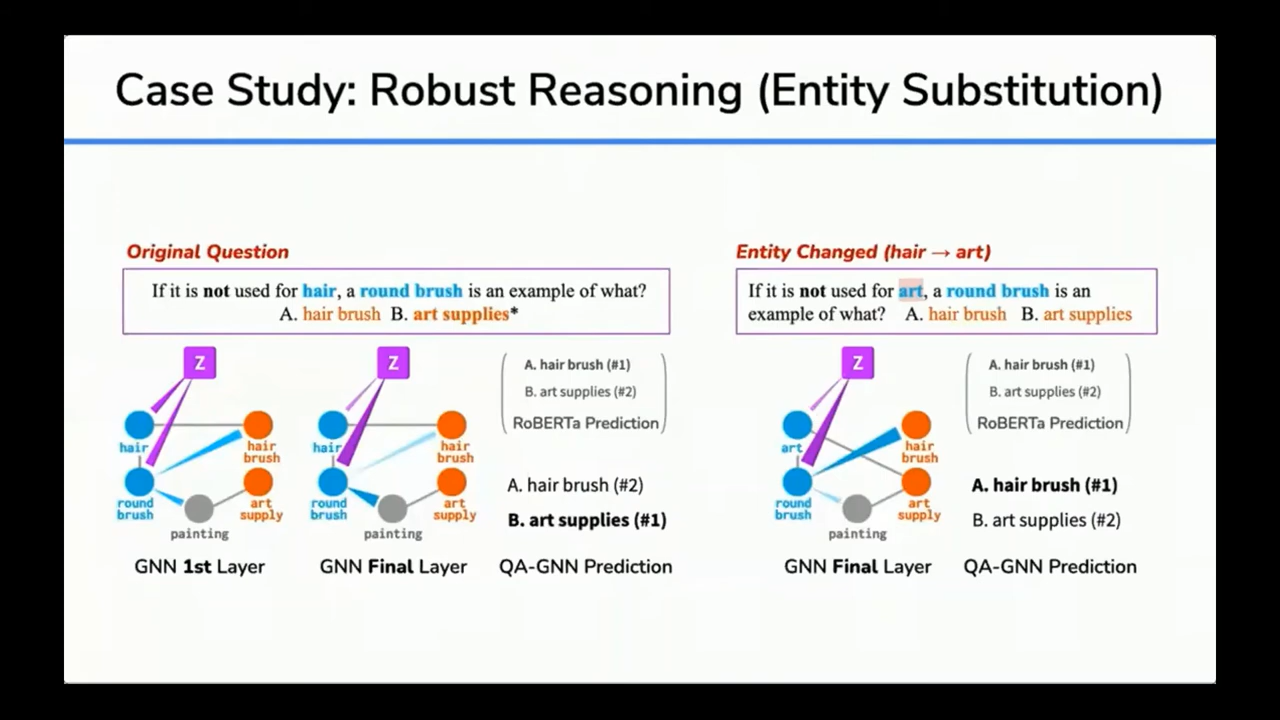 Case Study: Robust Reasoning (Entity Substitution)
Original Question
If it is not used for hair, a round brush is an example of what?
A. hair brush B. art supplies*
Z
hair
hair
brush
round
brush
art
supply
painting
GNN 1st Layer
Z
hair
hair
brush
round
brush
art
supply
painting
GNN Final Layer
A. hair brush (#1)
B. art supplies (#2)
RoBERTa Prediction
A. hair brush (#2)
B. art supplies (#1)
QA-GNN Prediction
Entity Changed (hair → art)
If it is not used for art, a round brush is an
example of what? A. hair brush B. art supplies
Z
art
hair
brush
round
brush
art
supply
painting
GNN Final Layer
A. hair brush (#1)
B. art supplies (#2)
RoBERTa Prediction
A. hair brush (#1)
B. art supplies (#2)
QA-GNN Prediction